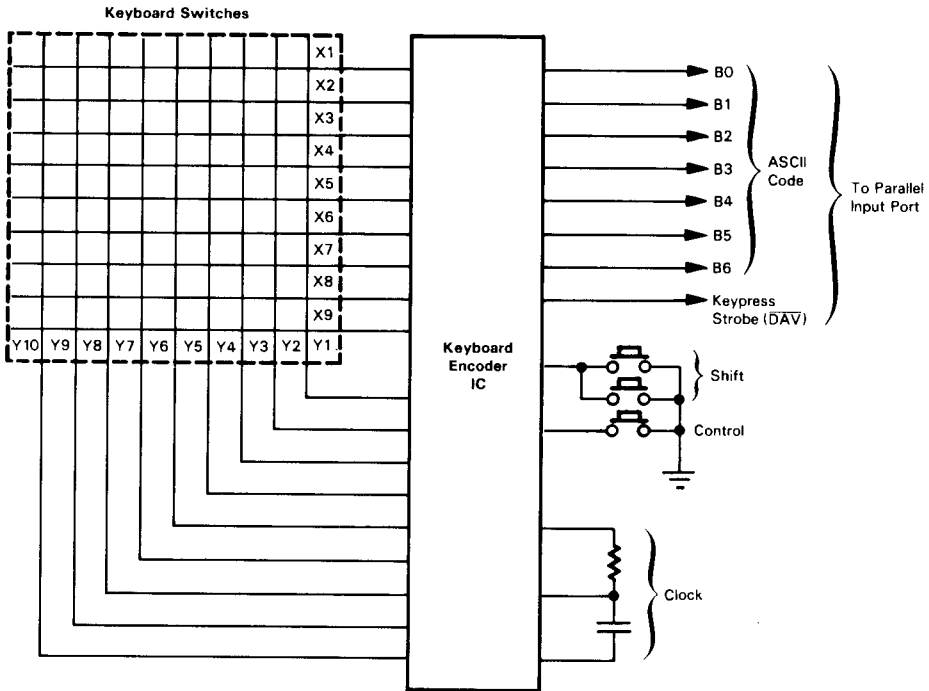 Keyboard Switches
X1
X2
X3
X4
X5
X6
X7
X8
X9
Y10 Y9 Y8 Y7 Y6 Y5 Y4 Y3 Y2 Y1
Keyboard
Encoder
IC
B0
B1
B2
B3
B4
B5
B6
ASCII
Code
To Parallel
Input Port
Keypress
Strobe (D̅A̅V̅)
Shift
Control
Clock